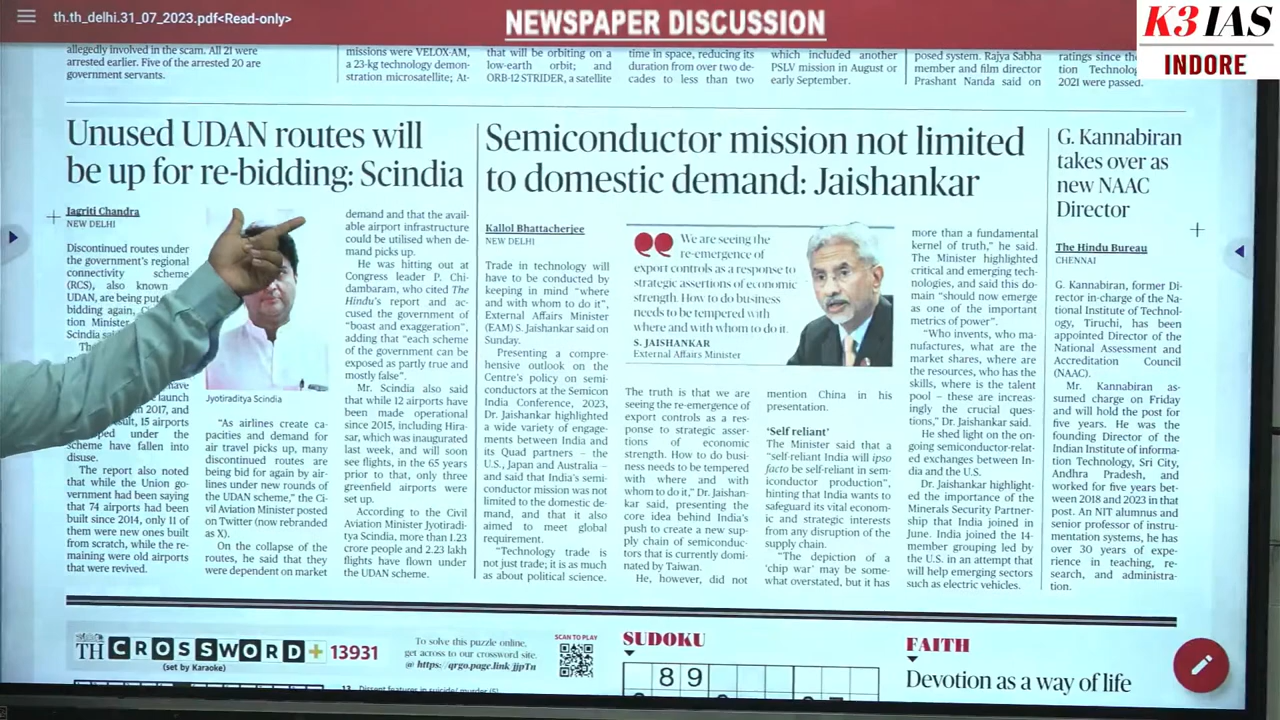 th.th_delhi.31_07_2023.pdf<Read-only>
NEWSPAPER DISCUSSION
K3 IAS
INDORE
allegedly involved in the scam. All 21 were
arrested earlier. Five of the arrested 20 are
government servants.
missions were VELOX-AM,
a 23-kg technology demon-
stration microsatellite; At-
that will be orbiting on a
low-earth orbit; and
ORB-12 STRIDER, a satellite
time in space, reducing its
duration from over two de-
cades to less than two
which included another
PSLV mission in August or
early September.
posed system. Rajya Sabha
member and film director
Prashant Nanda said on
ratings since the
tion Technolog
2021 were passed.
Unused UDAN routes will
be up for re-bidding: Scindia
Jagriti Chandra
NEW DELHI
Discontinued routes under
the government's regional
connectivity scheme
(RCS), also known
UDAN, are being put
bidding again,
tion Minister
Scindia
have
launch
2017, and
sult, 15 airports
under the
scheme have fallen into
disuse.
The report also noted
that while the Union go-
vernment had been saying
that 74 airports had been
built since 2014, only 11 of
them were new ones built
from scratch, while the re-
maining were old airports
that were revived.
Jyotiraditya Scindia
"As airlines create ca-
pacities and demand for
air travel picks up, many
discontinued routes are
being bid for again by air-
lines under new rounds of
the UDAN scheme," the Ci-
vil Aviation Minister posted
on Twitter (now rebranded
as X).
On the collapse of the
routes, he said that they
were dependent on market
demand and that the avail-
able airport infrastructure
could be utilised when de-
mand picks up.
He was hitting out at
Congress leader P. Chi-
dambaram, who cited The
Hindu's report and ac-
cused the government of
"boast and exaggeration",
adding that "each scheme
of the government can be
exposed as partly true and
mostly false".
Mr. Scindia also said
that while 12 airports have
been made operational
since 2015, including Hira-
sar, which was inaugurated
last week, and will soon
see flights, in the 65 years
prior to that, only three
greenfield airports were
set up.
According to the Civil
Aviation Minister Jyotiradi-
tya Scindia, more than 1.23
crore people and 2.23 lakh
flights have flown under
the UDAN scheme.
Semiconductor mission not limited
to domestic demand: Jaishankar
Kallol Bhattacherjee
NEW DELHI
Trade in technology will
have to be conducted by
keeping in mind "where
and with whom to do it",
External Affairs Minister
(EAM) S. Jaishankar said on
Sunday.
Presenting a compre-
hensive outlook on the
Centre's policy on semi-
conductors at the Semicon
India Conference, 2023,
Dr. Jaishankar highlighted
a wide variety of engage-
ments between India and
its Quad partners – the
U.S., Japan and Australia –
and said that India's semi-
conductor mission was not
limited to the domestic de-
mand, and that it also
aimed to meet global
requirement.
"Technology trade is
not just trade; it is as much
as about political science.
We are seeing the
re-emergence of
export controls as a response to
strategic assertions of economic
strength. How to do business
needs to be tempered with
where and with whom to do it.
S. JAISHANKAR
External Affairs Minister
The truth is that we are
seeing the re-emergence of
export controls as a res-
ponse to strategic asser-
tions of economic
strength. How to do busi-
ness needs to be tempered
with where and with
whom to do it," Dr. Jaishan-
kar said, presenting the
core idea behind India's
push to create a new sup-
ply chain of semiconduc-
tors that is currently domi-
nated by Taiwan.
He, however, did not
mention China in his
presentation.
'Self reliant'
The Minister said that a
"self-reliant India will ipso
facto be self-reliant in sem-
iconductor production",
hinting that India wants to
safeguard its vital econom-
ic and strategic interests
from any disruption of the
supply chain.
"The depiction of a
'chip war' may be some-
what overstated, but it has
more than a fundamental
kernel of truth," he said.
The Minister highlighted
critical and emerging tech-
nologies, and said this do-
main "should now emerge
as one of the important
metrics of power".
"Who invents, who ma-
nufactures, what are the
market shares, where are
the resources, who has the
skills, where is the talent
pool – these are increas-
ingly the crucial ques-
tions," Dr. Jaishankar said.
He shed light on the on-
going semiconductor-relat-
ed exchanges between In-
dia and the U.S.
Dr. Jaishankar highlight-
ed the importance of the
Minerals Security Partner-
ship that India joined in
June. India joined the 14-
member grouping led by
the U.S. in an attempt that
will help emerging sectors
such as electric vehicles.
G. Kannabiran
takes over as
new NAAC
Director
The Hindu Bureau
CHENNAI
G. Kannabiran, former Di-
rector in-charge of the Na-
tional Institute of Technol-
ogy, Tiruchi, has been
appointed Director of the
National Assessment and
Accreditation Council
(NAAC).
Mr. Kannabiran as-
sumed charge on Friday
and will hold the post for
five years. He was the
founding Director of the
Indian Institute of informa-
tion Technology, Sri City,
Andhra Pradesh, and
worked for five years bet-
ween 2018 and 2023 in that
post. An NIT alumnus and
senior professor of instru-
mentation systems, he has
over 30 years of expe-
rience in teaching, re-
search, and administra-
tion.
TH CROSSWORD+ 13931
(set by Karaoke)
To solve this puzzle online,
get across to our crossword site.
@ https://qrgo.page.link/jjpTn
SCAN TO PLAY
SUDOKU
8 9
FAITH
Devotion as a way of life
13 Dissent features in suicide/ murder (6)